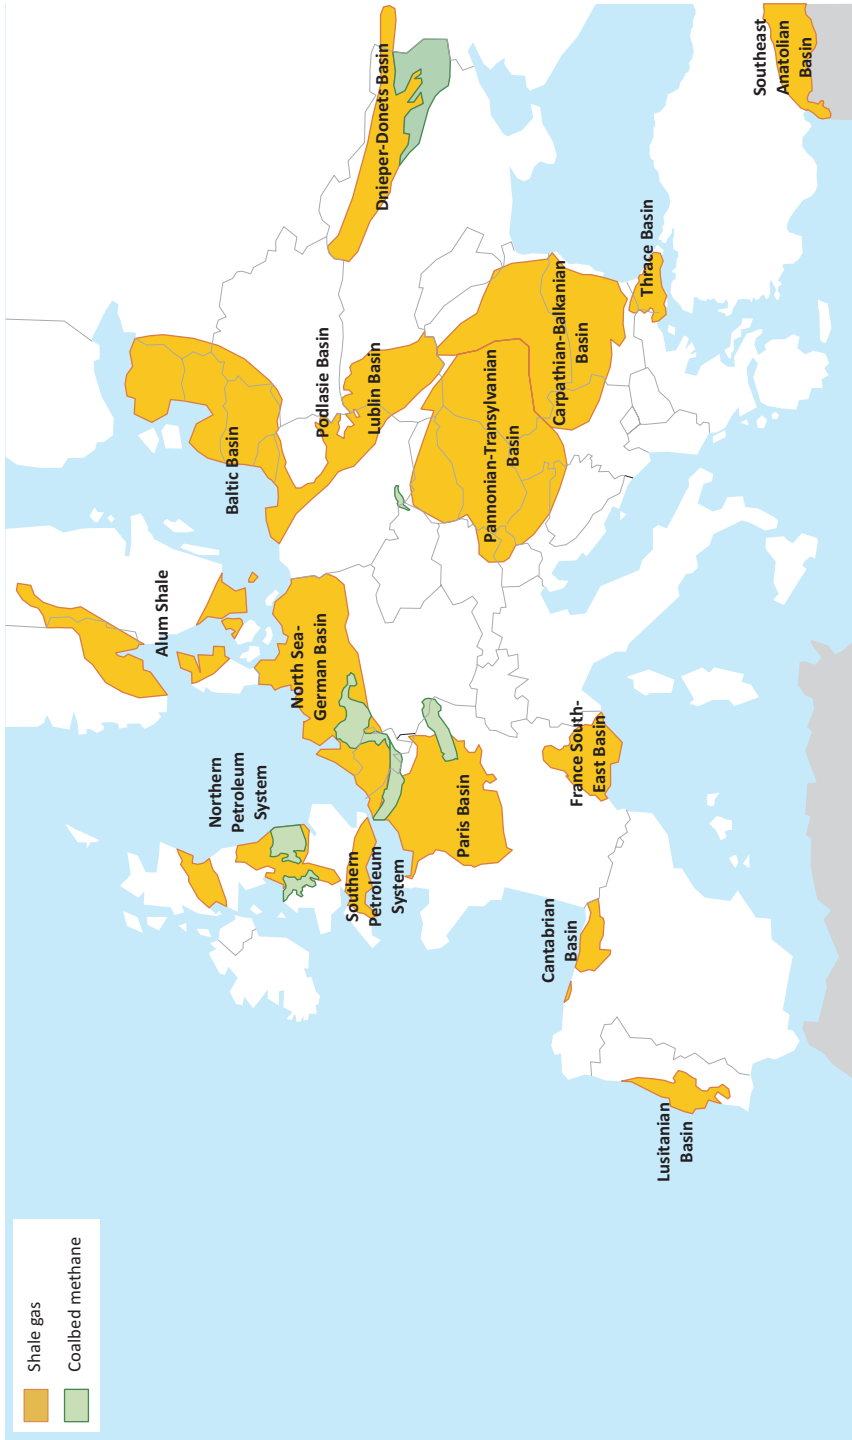 Shale gas
Coalbed methane
Alum Shale
Northern
Petroleum
System
Baltic Basin
North Sea-
German Basin
Podlasie Basin
Lublin Basin
Dnieper-Donets Basin
Southern
Petroleum
System
Paris Basin
Pannonian-Transylvanian
Basin
Carpathian-Balkanian
Basin
Cantabrian
Basin
France South-
East Basin
Thrace Basin
Lusitanian
Basin
Southeast
Anatolian
Basin